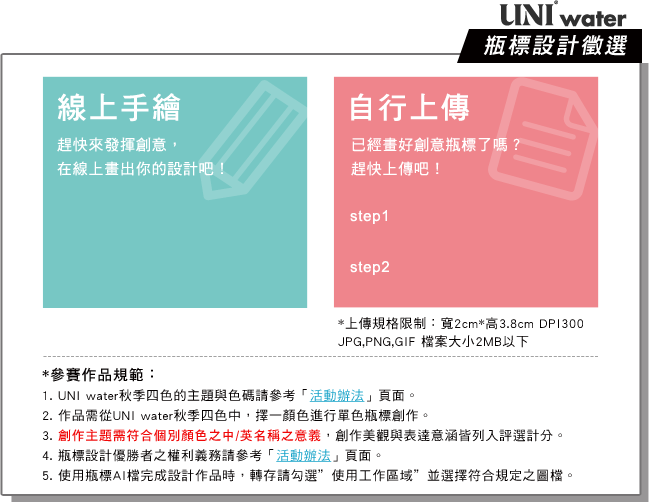 UNI water
瓶標設計徵選
線上手繪
趕快來發揮創意，
在線上畫出你的設計吧！
自行上傳
已經畫好創意瓶標了嗎？
趕快上傳吧！
step1
step2
*上傳規格限制：寬2cm*高3.8cm DPI300
JPG,PNG,GIF 檔案大小2MB以下
*參賽作品規範：
1. UNI water秋季四色的主題與色碼請參考「活動辦法」頁面。
2. 作品需從UNI water秋季四色中，擇一顏色進行單色瓶標創作。
3. 創作主題需符合個別顏色之中/英名稱之意義，創作美觀與表達意涵皆列入評選計分。
4. 瓶標設計優勝者之權利義務請參考「活動辦法」頁面。
5. 使用瓶標AI檔完成設計作品時，轉存請勾選”使用工作區域”並選擇符合規定之圖檔。